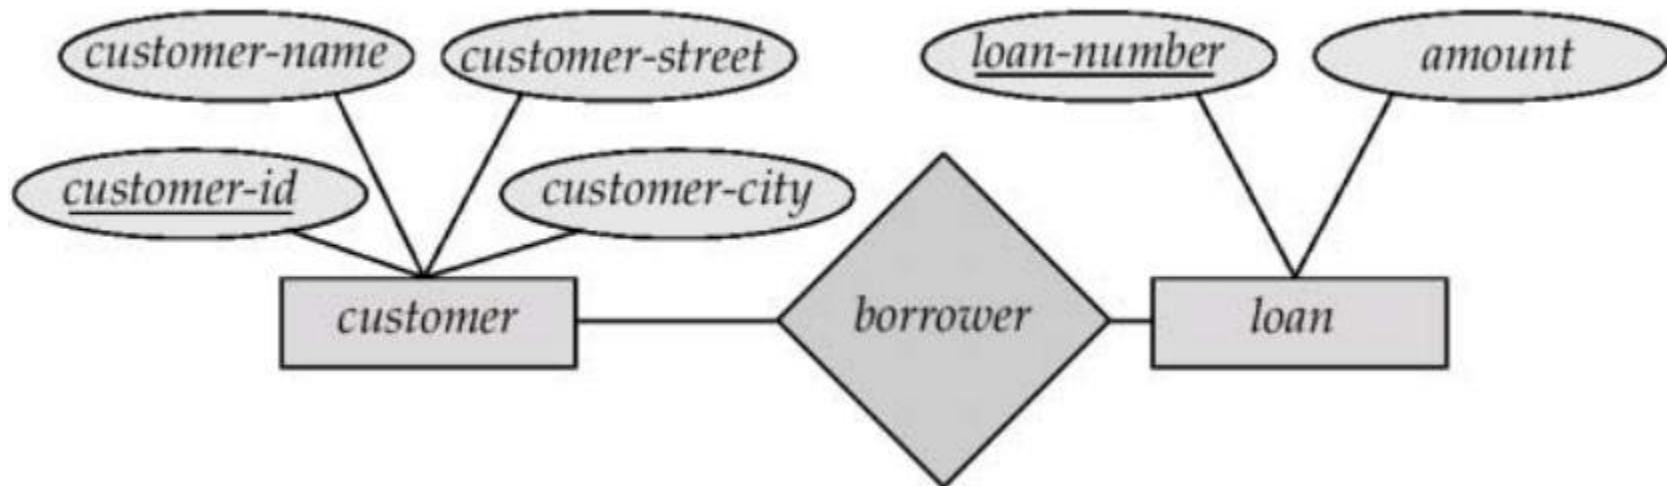 customer-name
customer-street
loan-number
amount
customer-id
customer-city
customer
borrower
loan